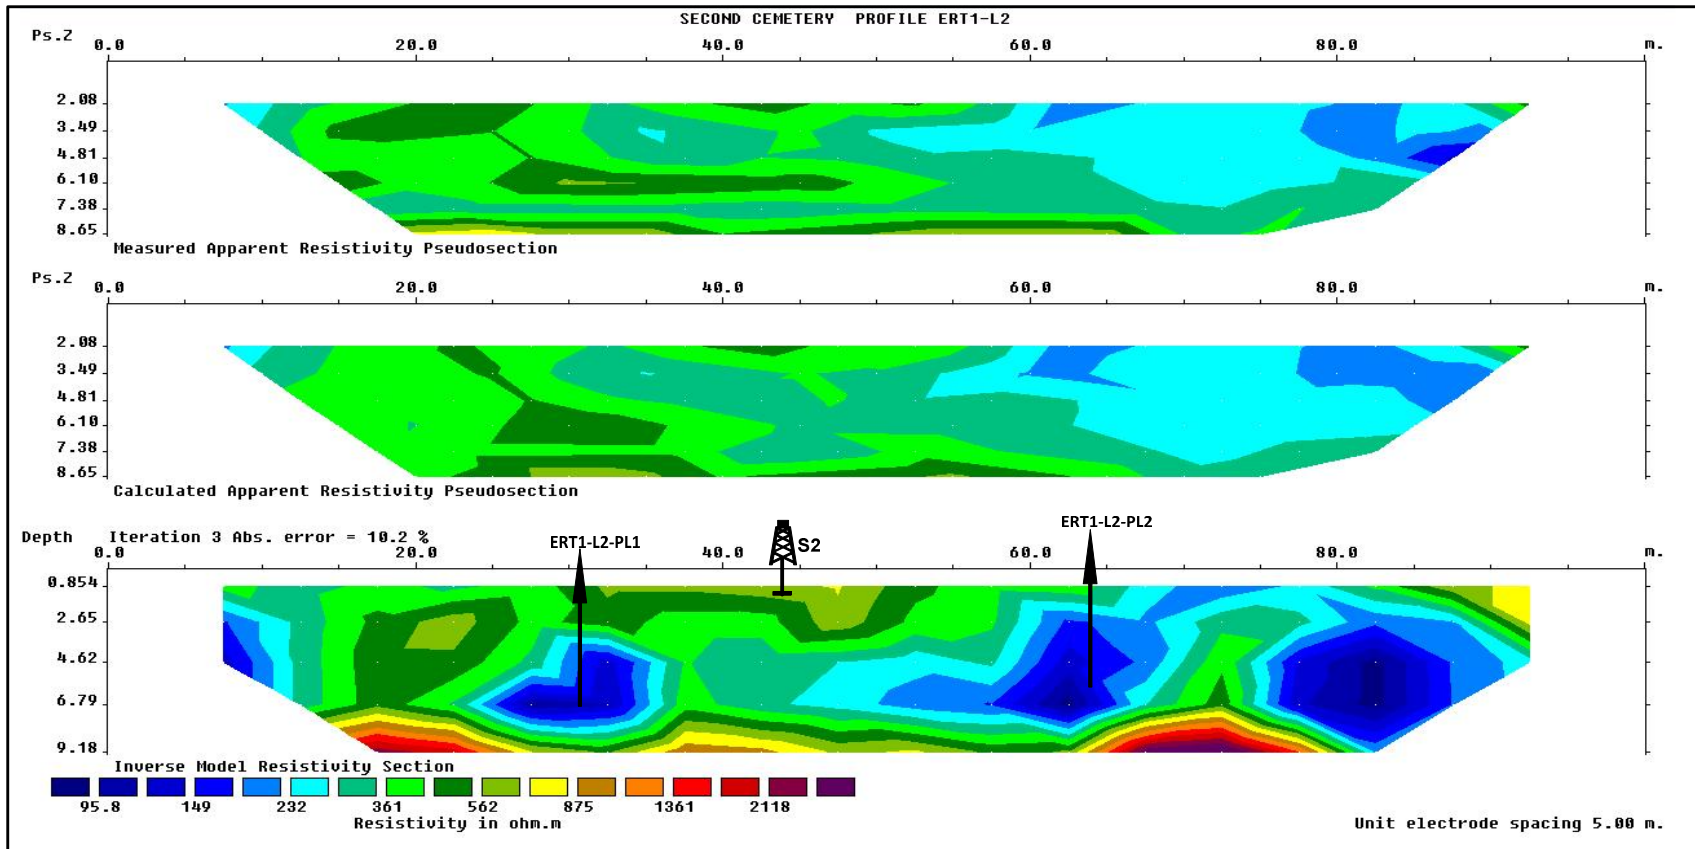 SECOND CEMETERY PROFILE ERT1-L2
Ps.Z 0.0 20.0 40.0 60.0 80.0 m.
2.08
3.49
4.81
6.10
7.38
8.65
Measured Apparent Resistivity Pseudosection
Ps.Z 0.0 20.0 40.0 60.0 80.0 m.
2.08
3.49
4.81
6.10
7.38
8.65
Calculated Apparent Resistivity Pseudosection
Depth Iteration 3 Abs. error = 10.2 %
ERT1-L2-PL1 S2 ERT1-L2-PL2
0.0 20.0 40.0 60.0 80.0 m.
0.854
2.65
4.62
6.79
9.18
Inverse Model Resistivity Section
95.8 149 232 361 562 875 1361 2118
Resistivity in ohm.m
Unit electrode spacing 5.00 m.